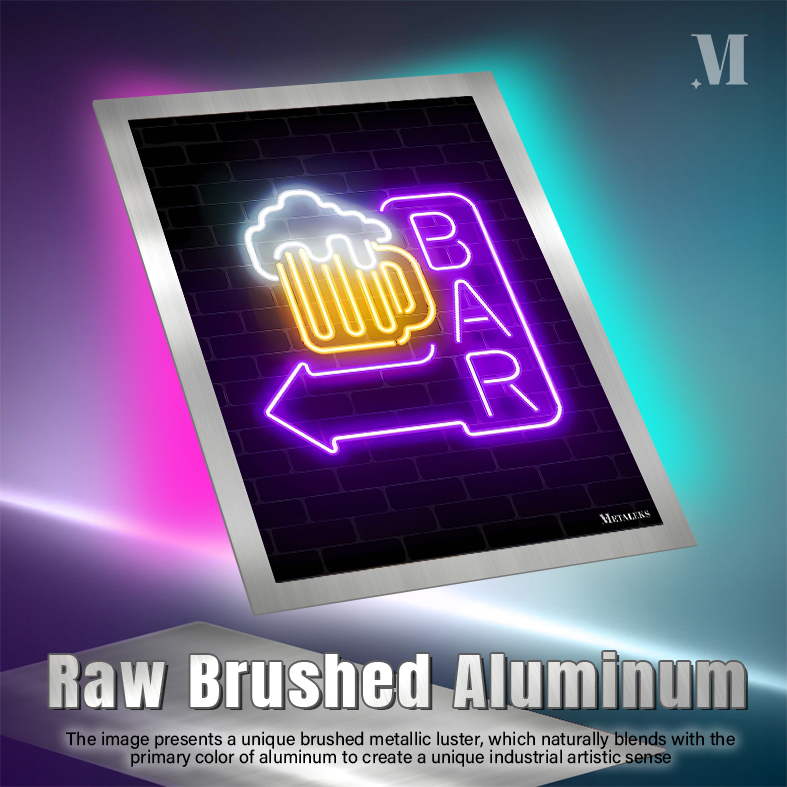 M
BAR
METALEKS
Raw Brushed Aluminum
The image presents a unique brushed metallic luster, which naturally blends with the
primary color of aluminum to create a unique industrial artistic sense